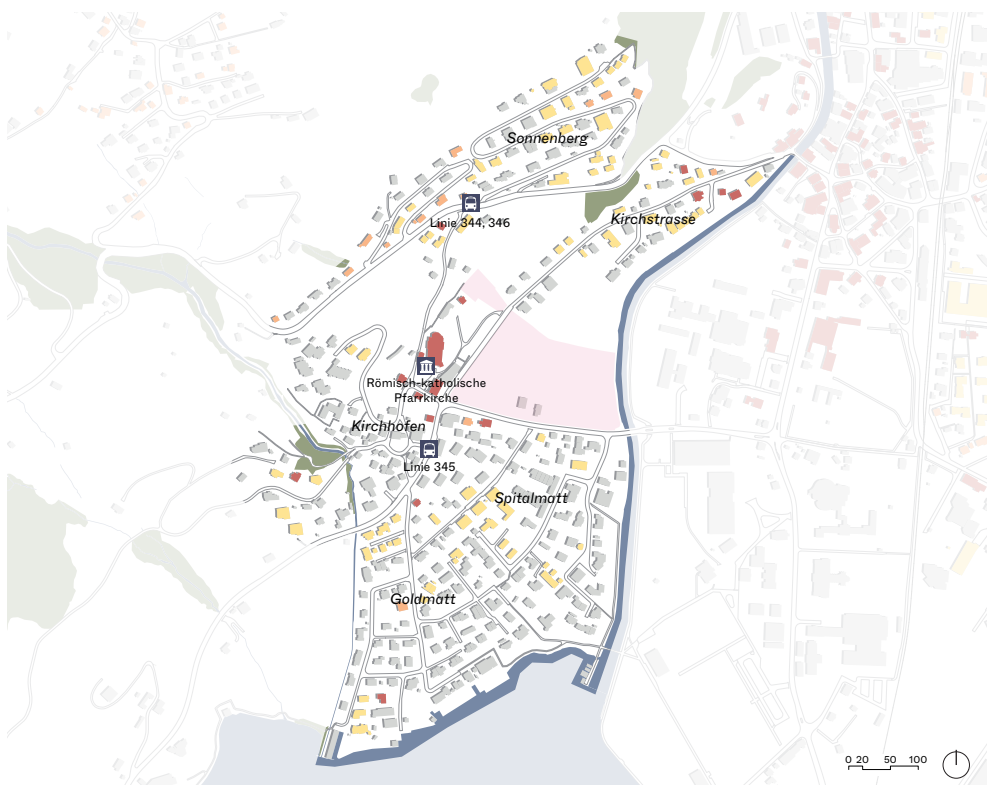 Sonnenberg
Kirchstrasse
Linie 344, 346
Römisch-katholische
Pfarrkirche
Kirchhofen
Linie 345
Spitalmatt
Goldmatt
0 20 50 100